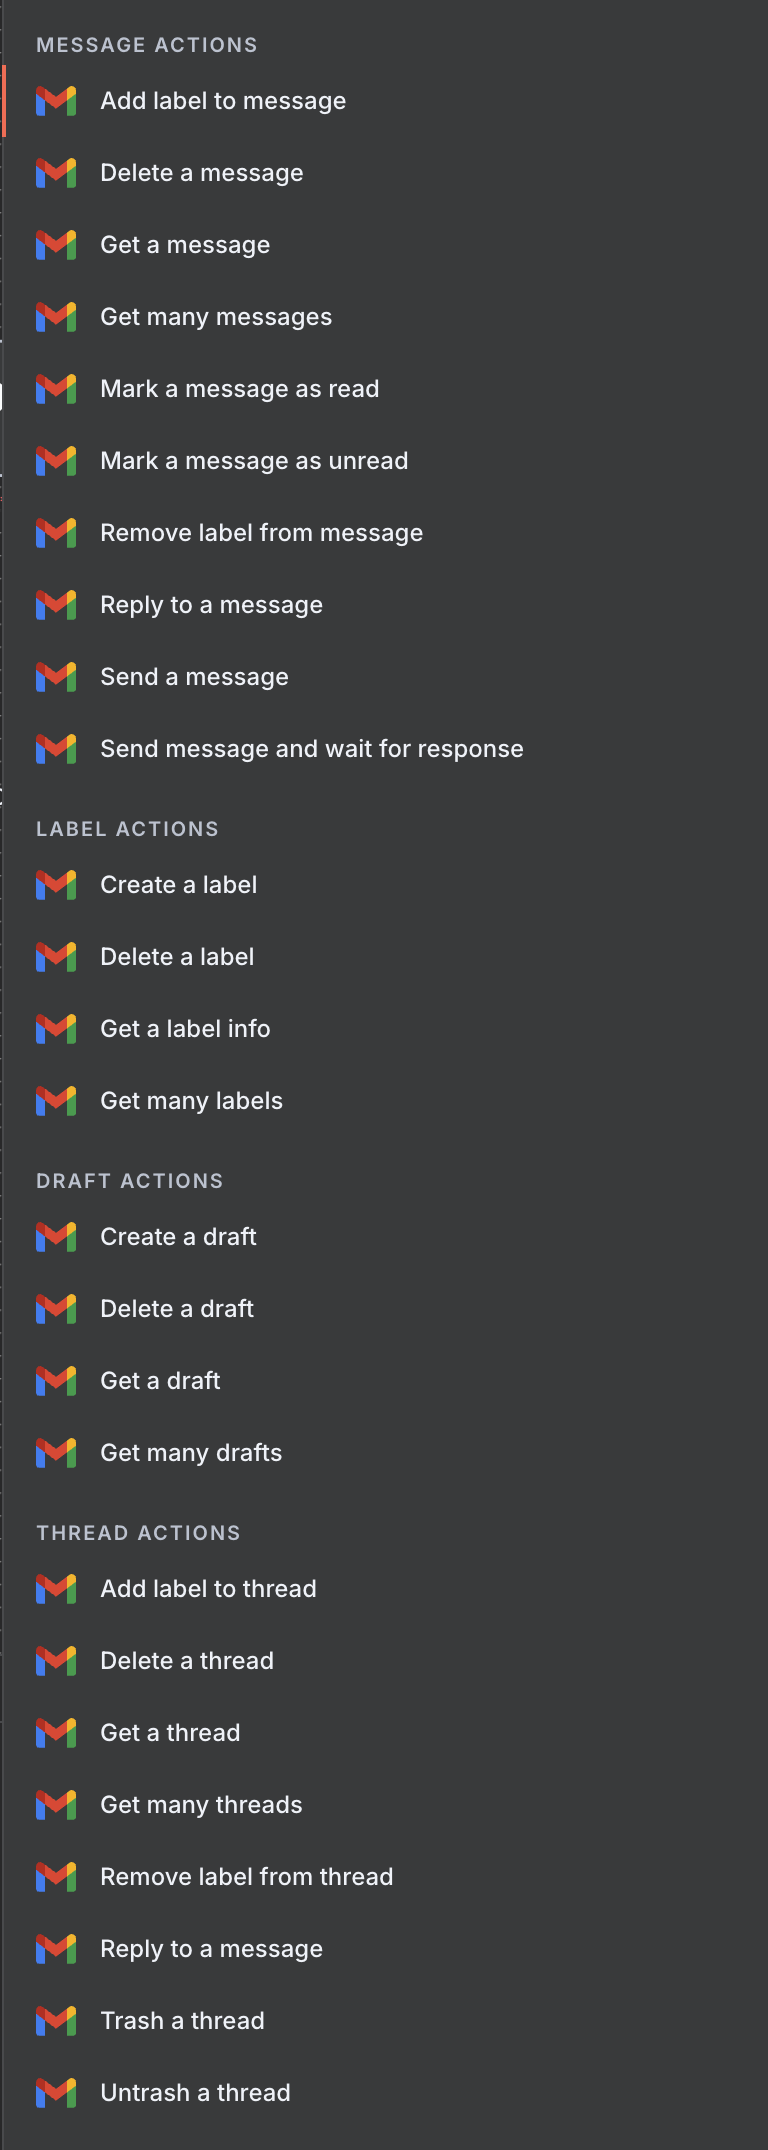 MESSAGE ACTIONS
Add label to message
Delete a message
Get a message
Get many messages
Mark a message as read
Mark a message as unread
Remove label from message
Reply to a message
Send a message
Send message and wait for response
LABEL ACTIONS
Create a label
Delete a label
Get a label info
Get many labels
DRAFT ACTIONS
Create a draft
Delete a draft
Get a draft
Get many drafts
THREAD ACTIONS
Add label to thread
Delete a thread
Get a thread
Get many threads
Remove label from thread
Reply to a message
Trash a thread
Untrash a thread